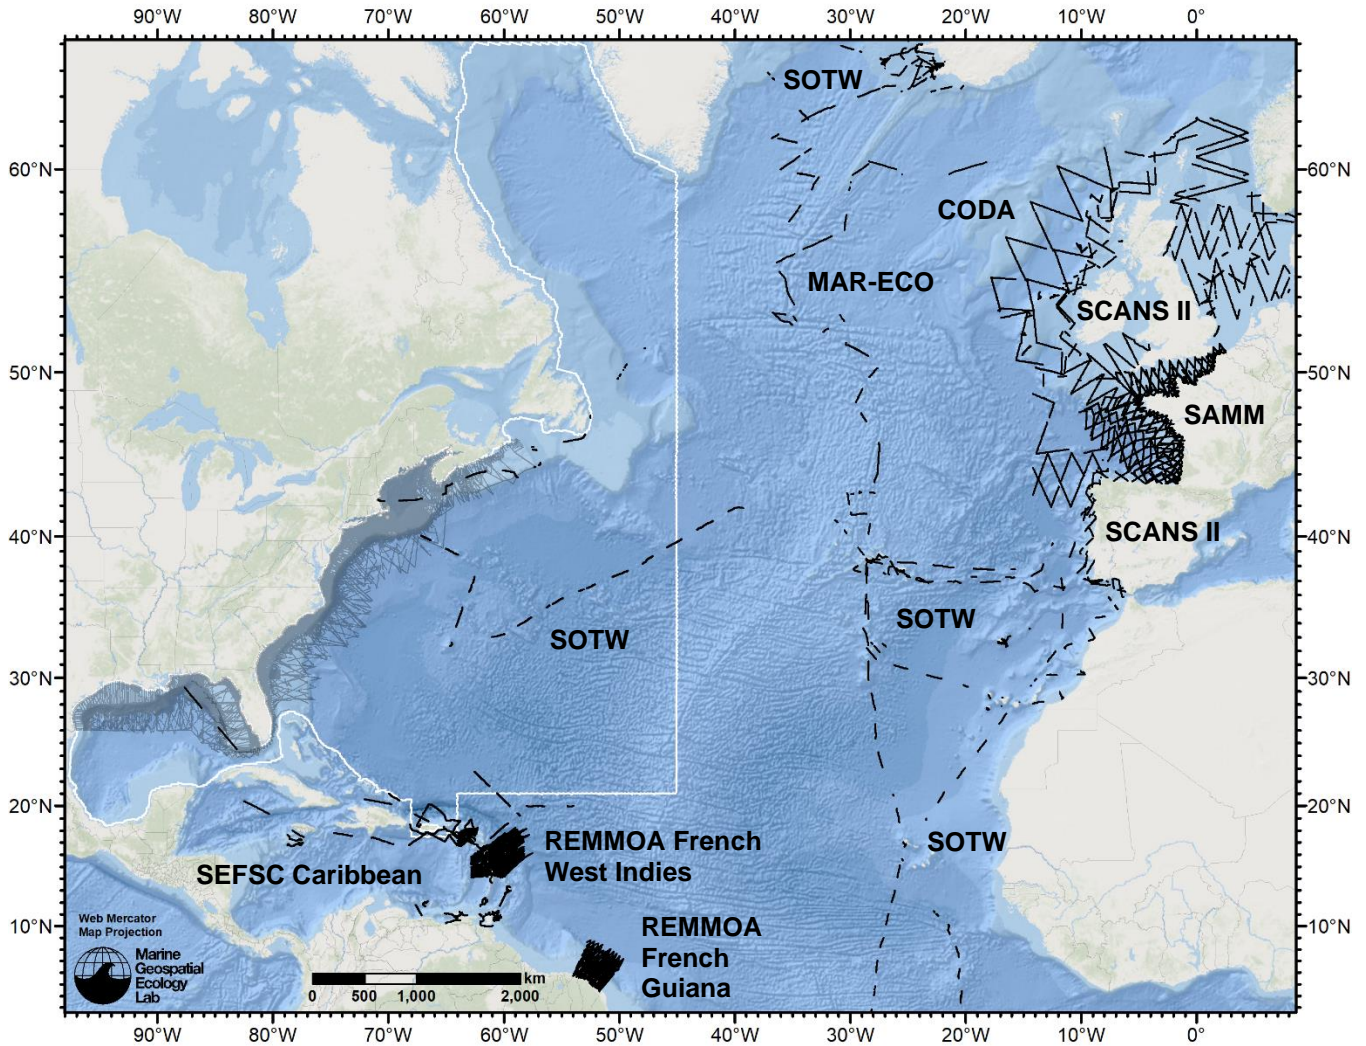 90°W 80°W 70°W 60°W 50°W 40°W 30°W 20°W 10°W 0°
SOTW
60°N 60°N
CODA
MAR-ECO
SCANS II
50°N 50°N
SAMM
40°N SCANS II 40°N
SOTW SOTW
30°N 30°N
20°N 20°N
REMMOA French
West Indies
SOTW
SEFSC Caribbean
Web Mercator
Map Projection
10°N 10°N
REMMOA
French
Guiana
Marine
Geospatial
Ecology
Lab
km
0 500 1,000 2,000
90°W 80°W 70°W 60°W 50°W 40°W 30°W 20°W 10°W 0°